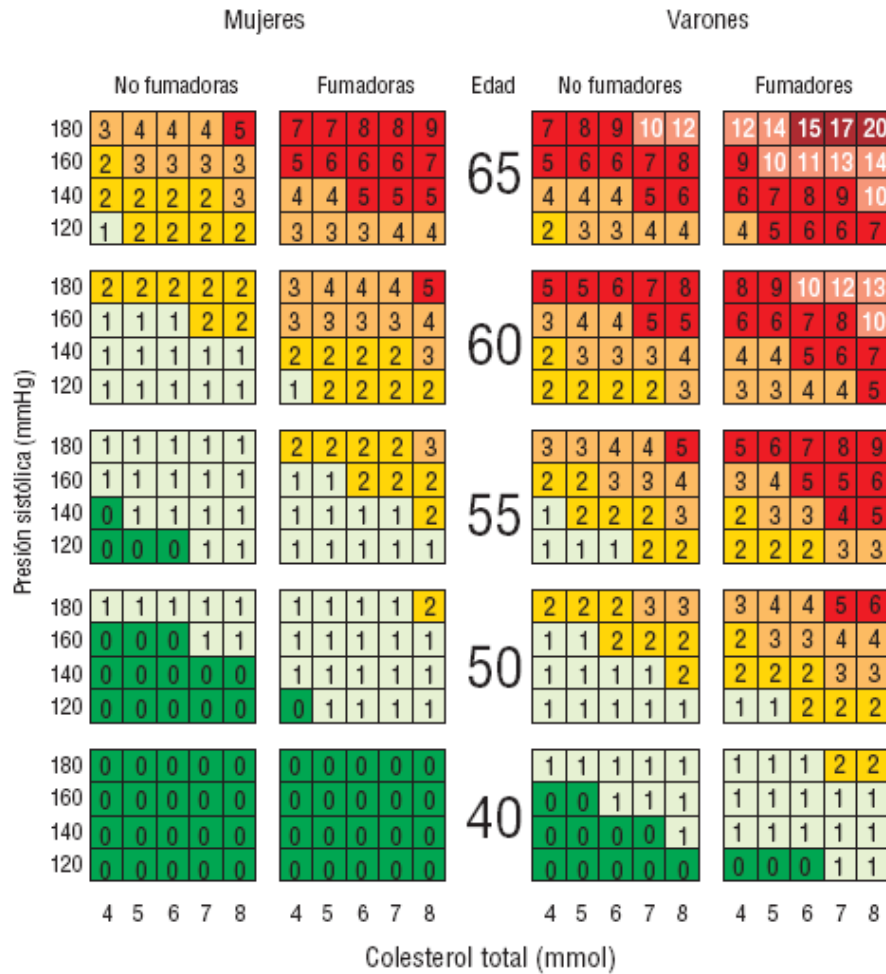 Mujeres Varones
No fumadoras Fumadoras Edad No fumadores Fumadores
180 3 4 4 4 5 7 7 8 8 9 7 8 9 10 12 12 14 15 17 20
160 2 3 3 3 3 5 6 6 6 7 5 6 6 7 8 9 10 11 13 14
65
140 2 2 2 2 3 4 4 5 5 5 4 4 4 5 6 6 7 8 9 10
120 1 2 2 2 2 3 3 3 4 4 2 3 3 4 4 4 5 6 6 7
180 2 2 2 2 2 3 4 4 4 5 5 5 6 7 8 8 9 10 12 13
160 1 1 1 2 2 3 3 3 3 4 3 4 4 5 5 6 6 7 8 10
60
140 1 1 1 1 1 2 2 2 2 3 2 3 3 3 4 4 4 5 6 7
120 1 1 1 1 1 1 2 2 2 2 2 2 2 2 3 3 3 4 4 5
180 1 1 1 1 1 2 2 2 2 3 3 3 4 4 5 5 6 7 8 9
160 1 1 1 1 1 1 1 2 2 2 2 2 3 3 4 3 4 5 5 6
55
140 0 1 1 1 1 1 1 1 1 2 1 2 2 2 3 2 3 3 4 5
120 0 0 0 1 1 1 1 1 1 1 1 1 1 2 2 2 2 2 3 3
180 1 1 1 1 1 1 1 1 1 2 2 2 2 3 3 3 4 4 5 6
160 0 0 0 1 1 1 1 1 1 1 1 1 2 2 2 2 3 3 4 4
50
140 0 0 0 0 0 1 1 1 1 1 1 1 1 1 2 2 2 2 3 3
120 0 0 0 0 0 0 1 1 1 1 1 1 1 1 1 1 1 2 2 2
180 0 0 0 0 0 0 0 0 0 0 1 1 1 1 1 1 1 1 2 2
160 0 0 0 0 0 0 0 0 0 0 0 0 1 1 1 1 1 1 1 1
40
140 0 0 0 0 0 0 0 0 0 0 0 0 0 0 1 1 1 1 1 1
120 0 0 0 0 0 0 0 0 0 0 0 0 0 0 0 0 0 0 1 1
4 5 6 7 8 4 5 6 7 8 4 5 6 7 8 4 5 6 7 8
Presión sistólica (mmHg)
Colesterol total (mmol)